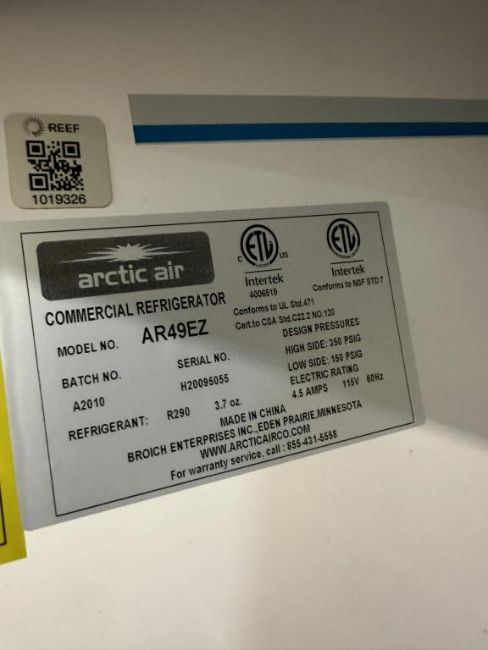 REEF
1019326
arctic air
C ETL US
LISTED
Intertek
4006519
ETL
Intertek
Conforms to NSF STD 7
COMMERCIAL REFRIGERATOR
Conforms to UL Std.471
Cert.to CSA Std.C22.2 NO.120
MODEL NO. AR49EZ
DESIGN PRESSURES
HIGH SIDE: 350 PSIG
BATCH NO. SERIAL NO.
LOW SIDE: 150 PSIG
A2010 H20095055
ELECTRIC RATING
4.5 AMPS 115V 60Hz
REFRIGERANT: R290 3.7 oz.
MADE IN CHINA
BROICH ENTERPRISES INC.,EDEN PRAIRIE,MINNESOTA
WWW.ARCTICAIRCO.COM
For warranty service, call : 855-431-5558